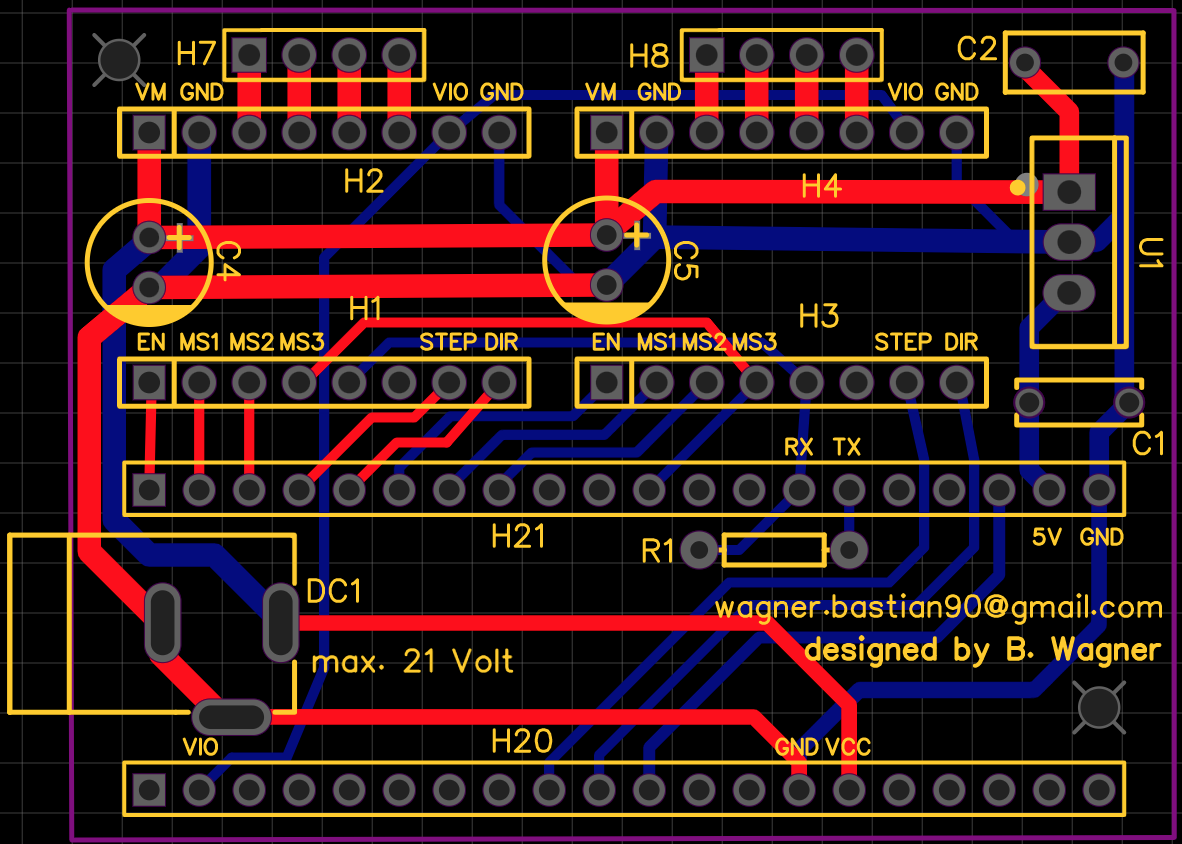 H7
H8
C2
VM GND VIO GND
VM GND VIO GND
H2
H4
+ C4
+ C5
U1
H1
H3
EN MS1 MS2 MS3 STEP DIR
EN MS1 MS2 MS3 STEP DIR
RX TX
C1
H21
R1
5V GND
DC1
wagner.bastian90@gmail.com
max. 21 Volt
designed by B. Wagner
VIO
H20
GND VCC